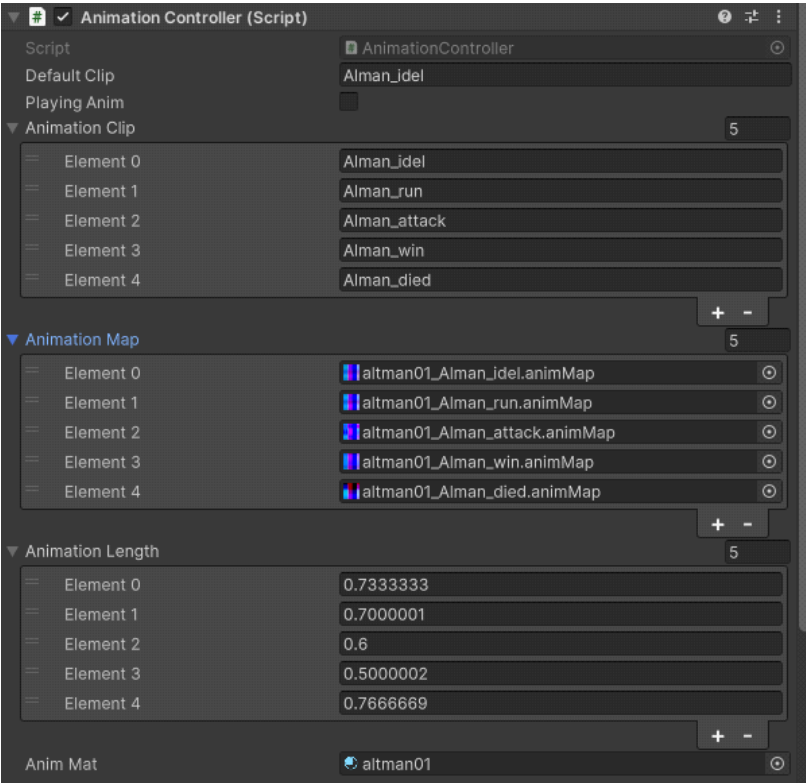 Animation Controller (Script)
Script AnimationController
Default Clip Alman_idel
Playing Anim
Animation Clip 5
Element 0 Alman_idel
Element 1 Alman_run
Element 2 Alman_attack
Element 3 Alman_win
Element 4 Alman_died
+ -
Animation Map 5
Element 0 altman01_Alman_idel.animMap
Element 1 altman01_Alman_run.animMap
Element 2 altman01_Alman_attack.animMap
Element 3 altman01_Alman_win.animMap
Element 4 altman01_Alman_died.animMap
+ -
Animation Length 5
Element 0 0.7333333
Element 1 0.7000001
Element 2 0.6
Element 3 0.5000002
Element 4 0.7666669
+ -
Anim Mat altman01